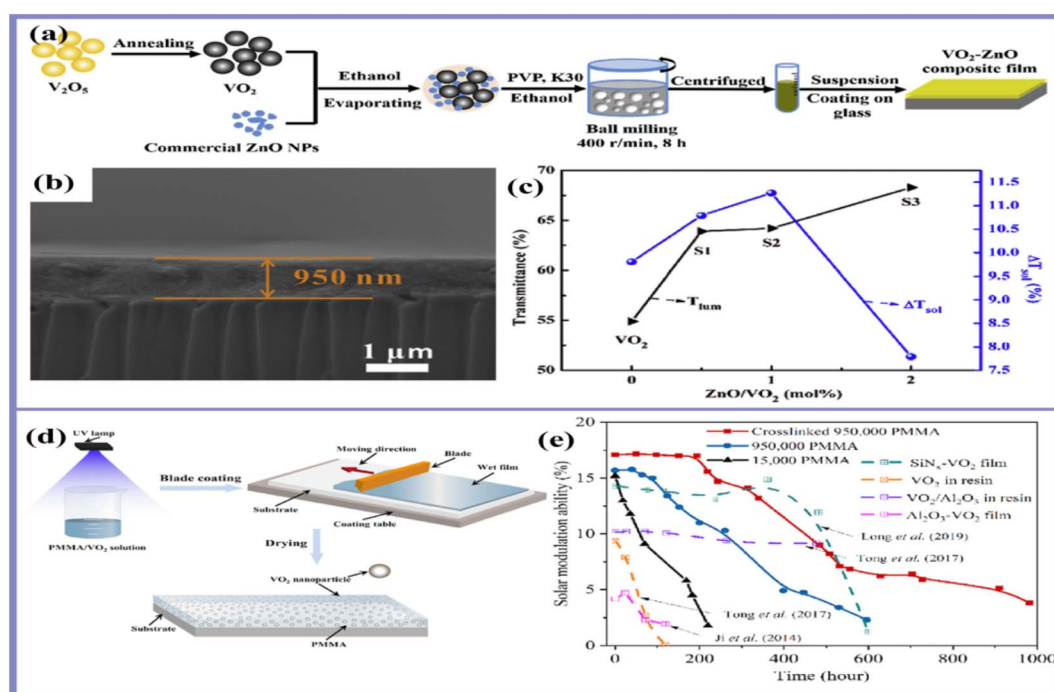 (a)
V₂O₅
Annealing
VO₂
Commercial ZnO NPs
Ethanol
Evaporating
PVP, K30
Ethanol
Ball milling
400 r/min, 8 h
Centrifuged
Suspension
Coating on
glass
VO₂-ZnO
composite film
(b)
950 nm
1 μm
(c)
Transmittance (%)
70
65
60
55
50
VO₂
S1
S2
S3
T_lum
ΔT_sol
0
1
2
ZnO/VO₂ (mol%)
11.5
11.0
10.5
10.0
9.5
9.0
8.5
8.0
7.5
ΔT_sol (%)
(d)
UV lamp
PMMA/VO₂ solution
Blade coating
Moving direction
Blade
Wet film
Substrate
Coating table
Drying
VO₂ nanoparticle
Substrate
PMMA
(e)
Solar modulation ability (%)
20
15
10
5
0
Crosslinked 950,000 PMMA
950,000 PMMA
15,000 PMMA
SiNₓ-VO₂ film
VO₂ in resin
VO₂/Al₂O₃ in resin
Al₂O₃-VO₂ film
Long et al. (2019)
Tong et al. (2017)
Tong et al. (2017)
Ji et al. (2014)
0
200
400
600
800
1000
Time (hour)